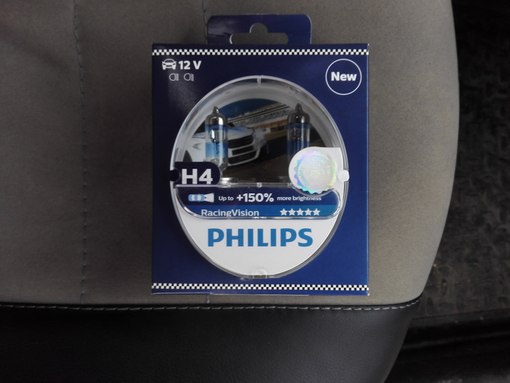 12 V
New
H4
Up to +150% more brightness
RacingVision
PHILIPS